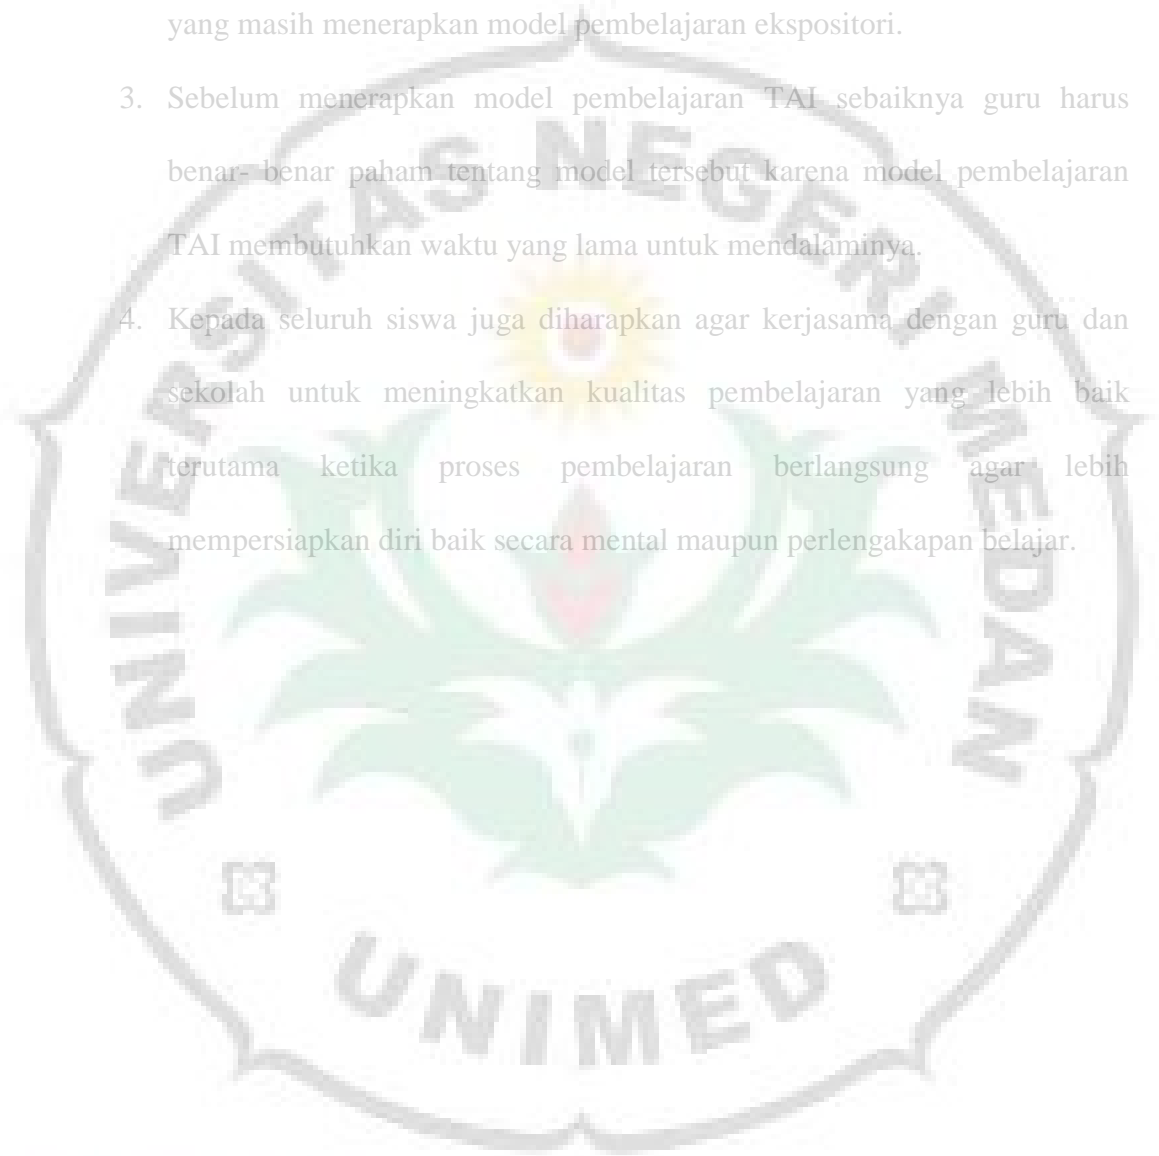 yang masih menerapkan model pembelajaran ekspositori.
3. Sebelum menerapkan model pembelajaran TAI sebaiknya guru harus
benar- benar paham tentang model tersebut karena model pembelajaran
TAI membutuhkan waktu yang lama untuk mendalaminya.
4. Kepada seluruh siswa juga diharapkan agar kerjasama dengan guru dan
sekolah untuk meningkatkan kualitas pembelajaran yang lebih baik
terutama ketika proses pembelajaran berlangsung agar lebih
mempersiapkan diri baik secara mental maupun perlengakapan belajar.
UNIVERSITAS NEGERI MEDAN
UNIMED